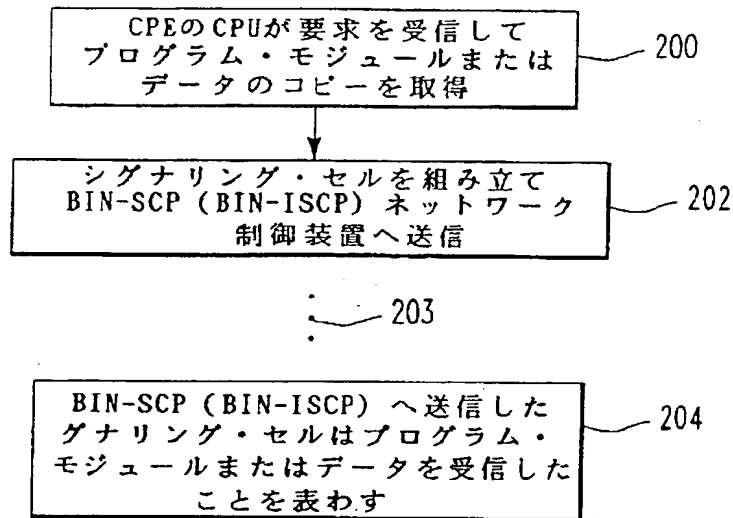 CPEのCPUが要求を受信して
プログラム・モジュールまたは
データのコピーを取得
200
シグナリング・セルを組み立て
BIN-SCP (BIN-ISCP) ネットワーク
制御装置へ送信
202
203
BIN-SCP (BIN-ISCP) へ送信した
グナリング・セルはプログラム・
モジュールまたはデータを受信した
ことを表わす
204